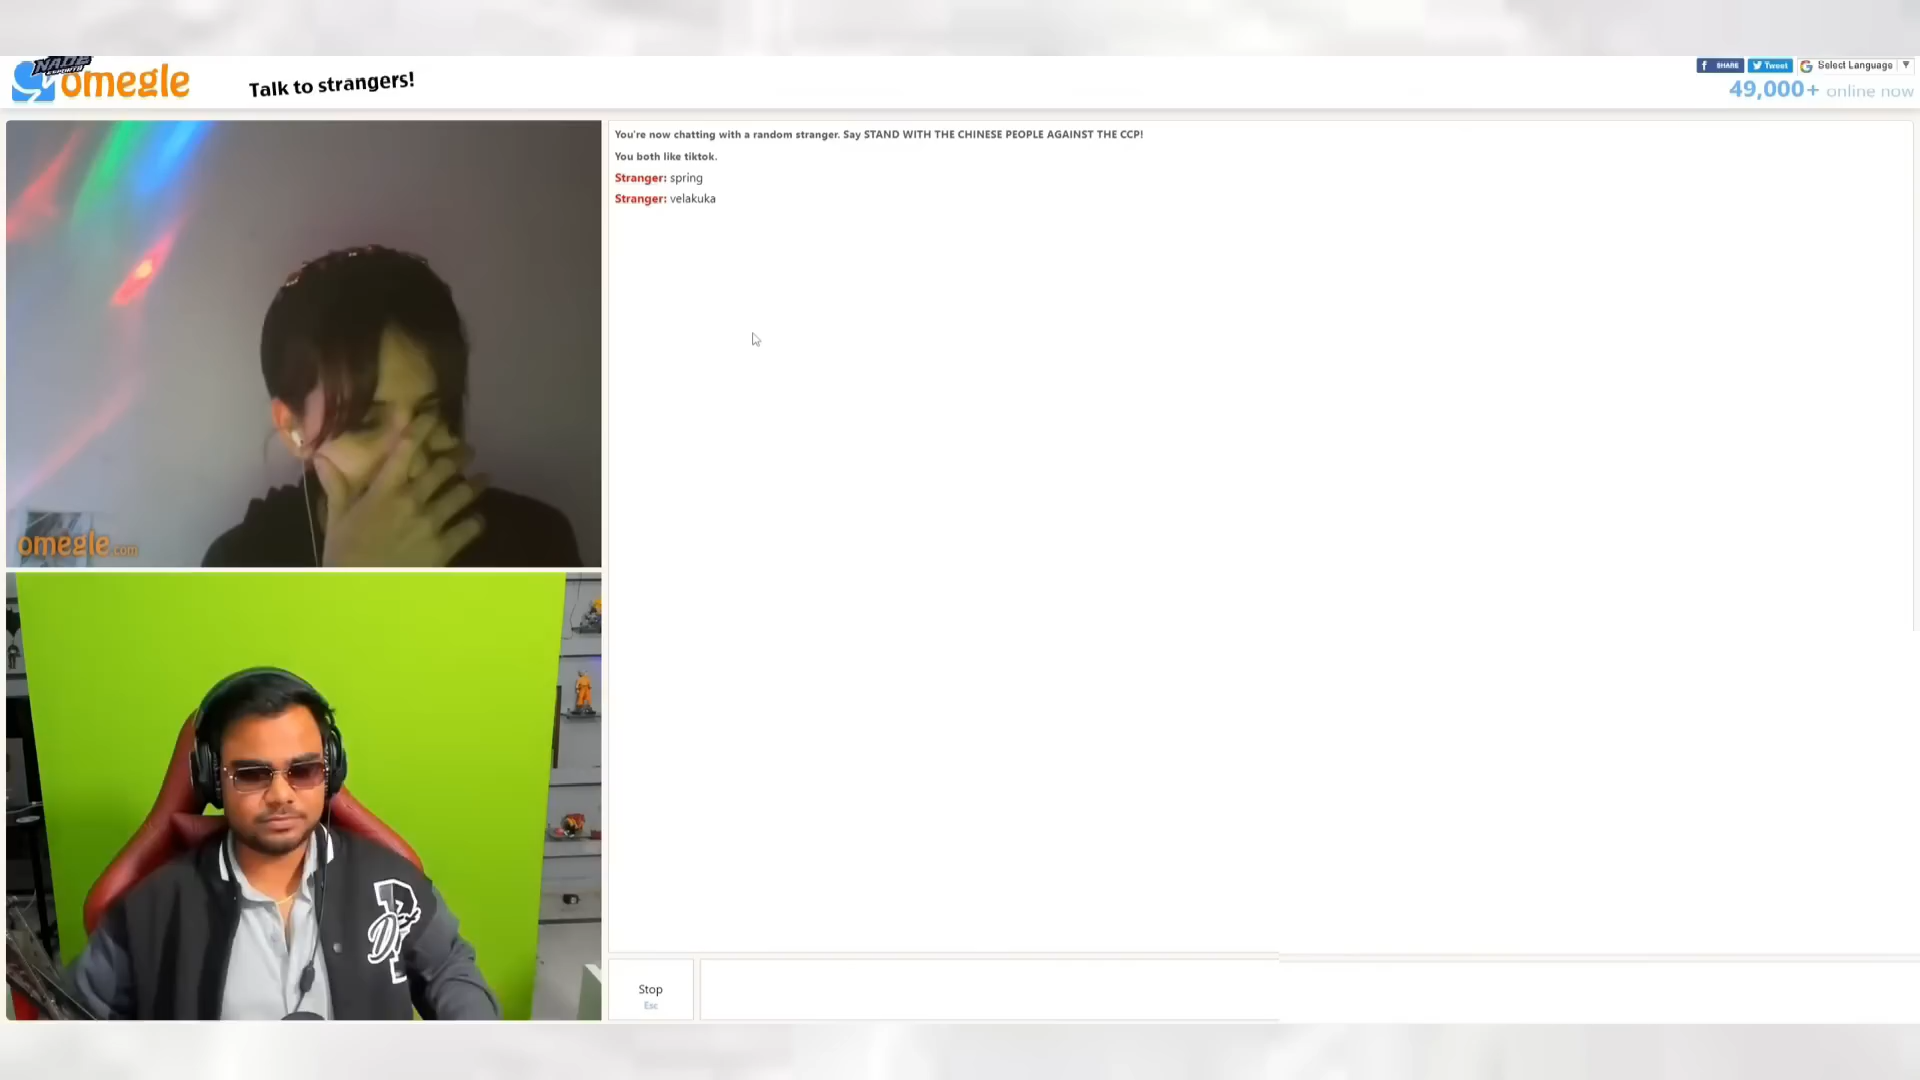 NADE
ESPORTS
omegle
Talk to strangers!
SHARE
Tweet
Select Language
49,000+ online now
You're now chatting with a random stranger. Say STAND WITH THE CHINESE PEOPLE AGAINST THE CCP!
You both like tiktok.
Stranger: spring
Stranger: velakuka
omegle.com
D
Stop
Esc